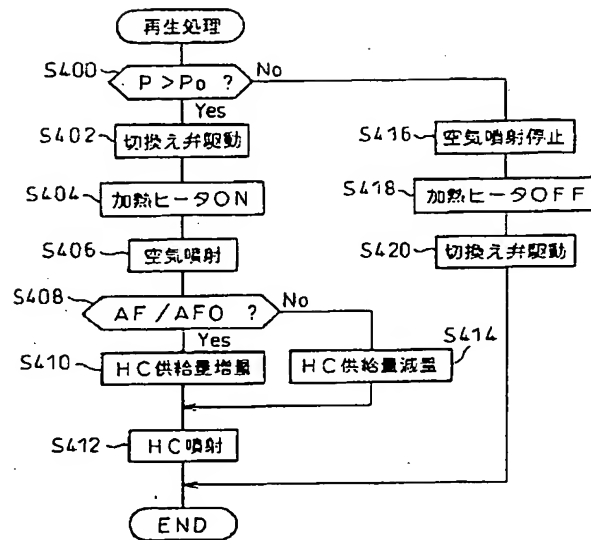 再生処理
S400
P>Po ?
No
Yes
S402
切換え弁駆動
S404
加熱ヒータON
S406
空気噴射
S408
AF/AFO ?
No
Yes
S410
HC供給量増量
S414
HC供給量減量
S412
HC噴射
S416
空気噴射停止
S418
加熱ヒータOFF
S420
切換え弁駆動
END